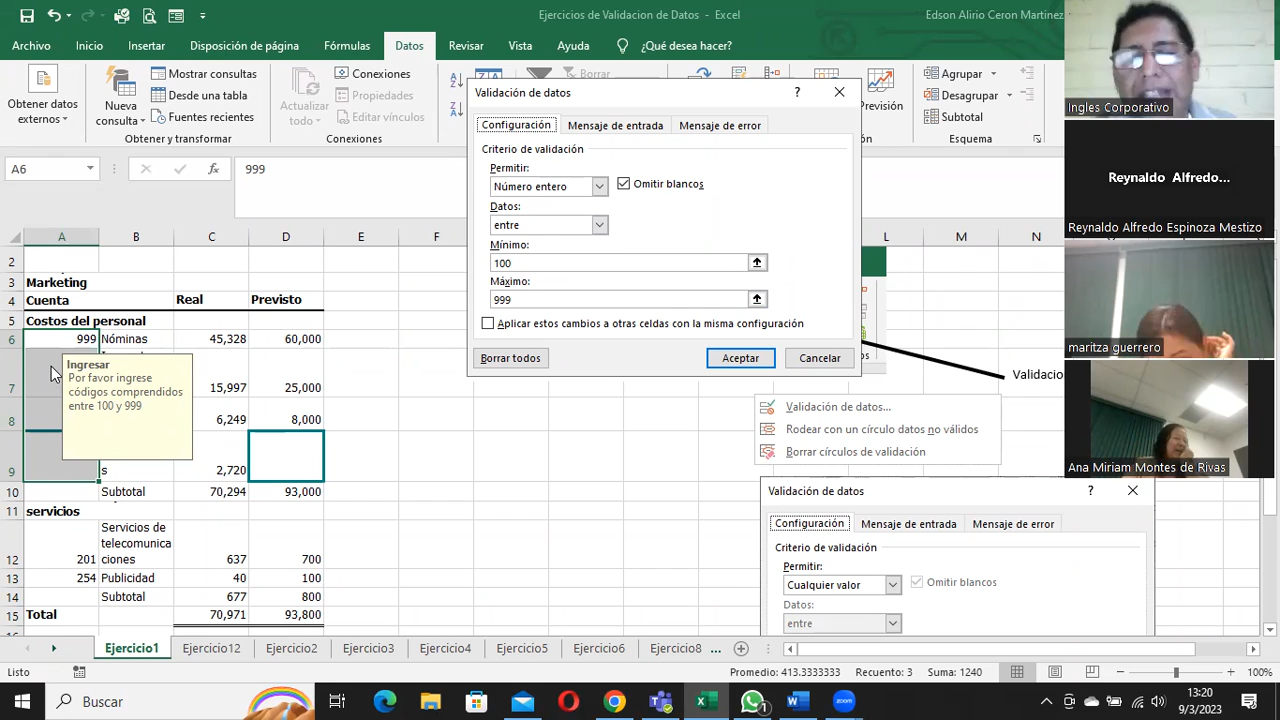 Ejercicios de Validacion de Datos - Excel
Edson Alirio Ceron Martinez
Archivo Inicio Insertar Disposición de página Fórmulas Datos Revisar Vista Ayuda ¿Qué desea hacer?
Obtener datos externos
Nueva consulta
Mostrar consultas
Desde una tabla
Fuentes recientes
Obtener y transformar
Actualizar todo
Conexiones
Propiedades
Editar vínculos
Conexiones
Borrar
Previsión
Agrupar
Desagrupar
Subtotal
Esquema
A6
999
Validación de datos
Configuración Mensaje de entrada Mensaje de error
Criterio de validación
Permitir:
Número entero
Omitir blancos
Datos:
entre
Mínimo:
100
Máximo:
999
Aplicar estos cambios a otras celdas con la misma configuración
Borrar todos Aceptar Cancelar
A B C D E F L M N
2
3 Marketing
4 Cuenta Real Previsto
5 Costos del personal
6 999 Nóminas 45,328 60,000
7 15,997 25,000
8 6,249 8,000
9 s 2,720
10 Subtotal 70,294 93,000
11 servicios
12 201 Servicios de telecomunica ciones 637 700
13 254 Publicidad 40 100
14 Subtotal 677 800
15 Total 70,971 93,800
Ingresar
Por favor ingrese
códigos comprendidos
entre 100 y 999
Validacio
Validación de datos...
Rodear con un círculo datos no válidos
Borrar círculos de validación
Validación de datos
Configuración Mensaje de entrada Mensaje de error
Criterio de validación
Permitir:
Cualquier valor
Omitir blancos
Datos:
entre
Ejercicio1 Ejercicio12 Ejercicio2 Ejercicio3 Ejercicio4 Ejercicio5 Ejercicio6 Ejercicio8 ...
Listo
Promedio: 413.3333333 Recuento: 3 Suma: 1240
100%
Buscar
1
13:20
9/3/2023
Ingles Corporativo
Reynaldo Alfredo...
Reynaldo Alfredo Espinoza Mestizo
maritza guerrero
Ana Miriam Montes de Rivas